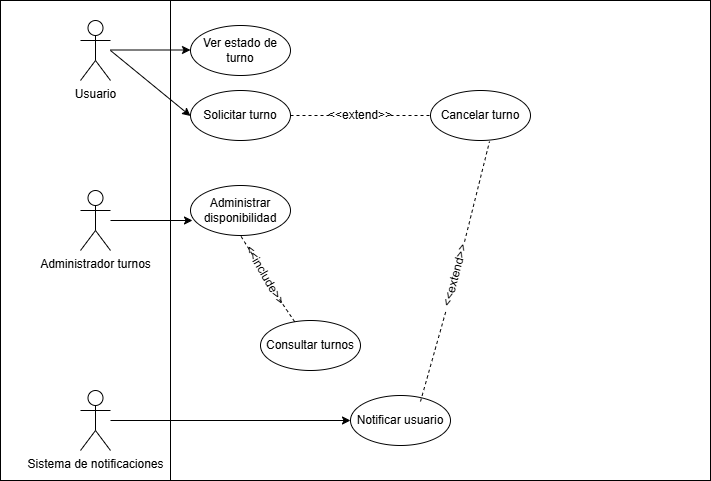 Ver estado de
turno
Usuario
Solicitar turno
<<extend>>
Cancelar turno
Administrar
disponibilidad
Administrador turnos
<<include>>
<<extend>>
Consultar turnos
Notificar usuario
Sistema de notificaciones